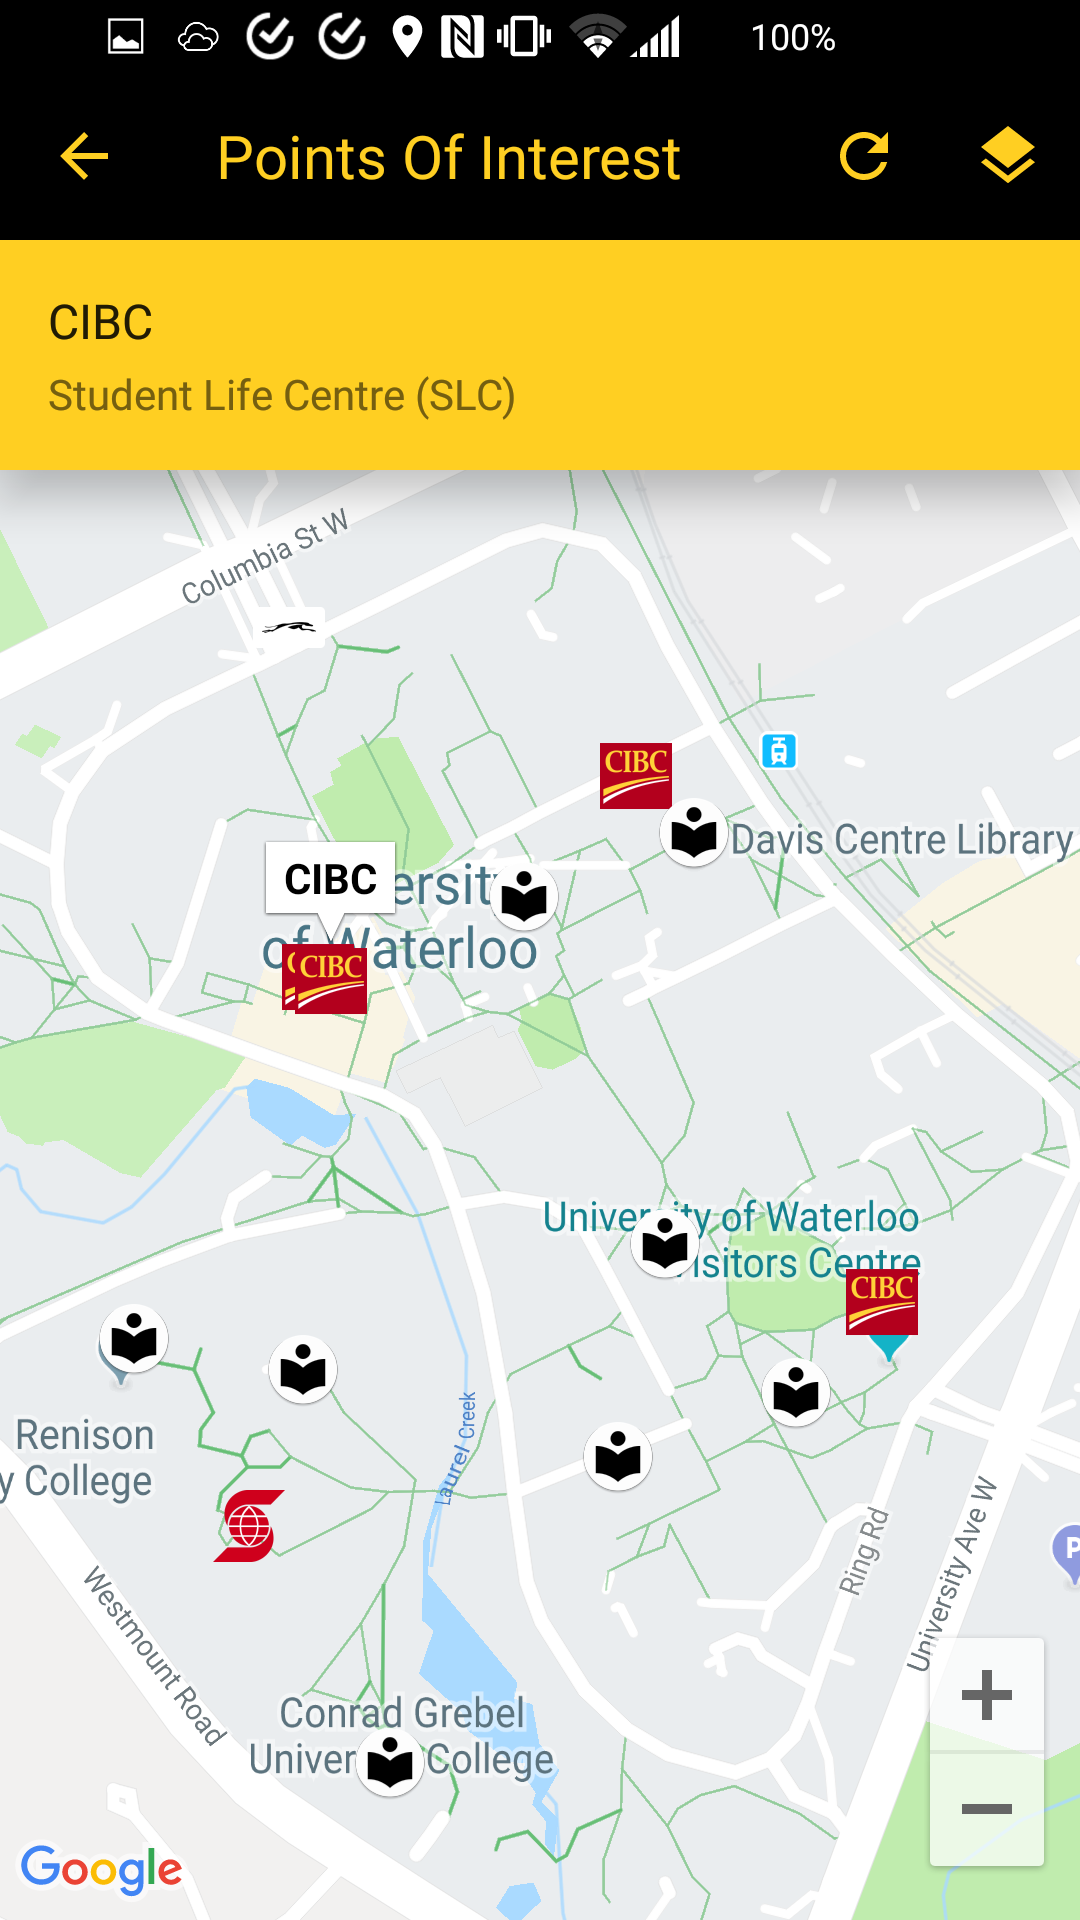 100%
Points Of Interest
CIBC
Student Life Centre (SLC)
Columbia St W
CIBC
Davis Centre Library
CIBC
ersit
of Waterloo
CIBC
University of Waterloo
isitors Centre
CIBC
Renison
y College
Laurel Creek
Ring Rd
University Ave W
P
Westmount Road
Conrad Grebel
Univer College
+
−
Google